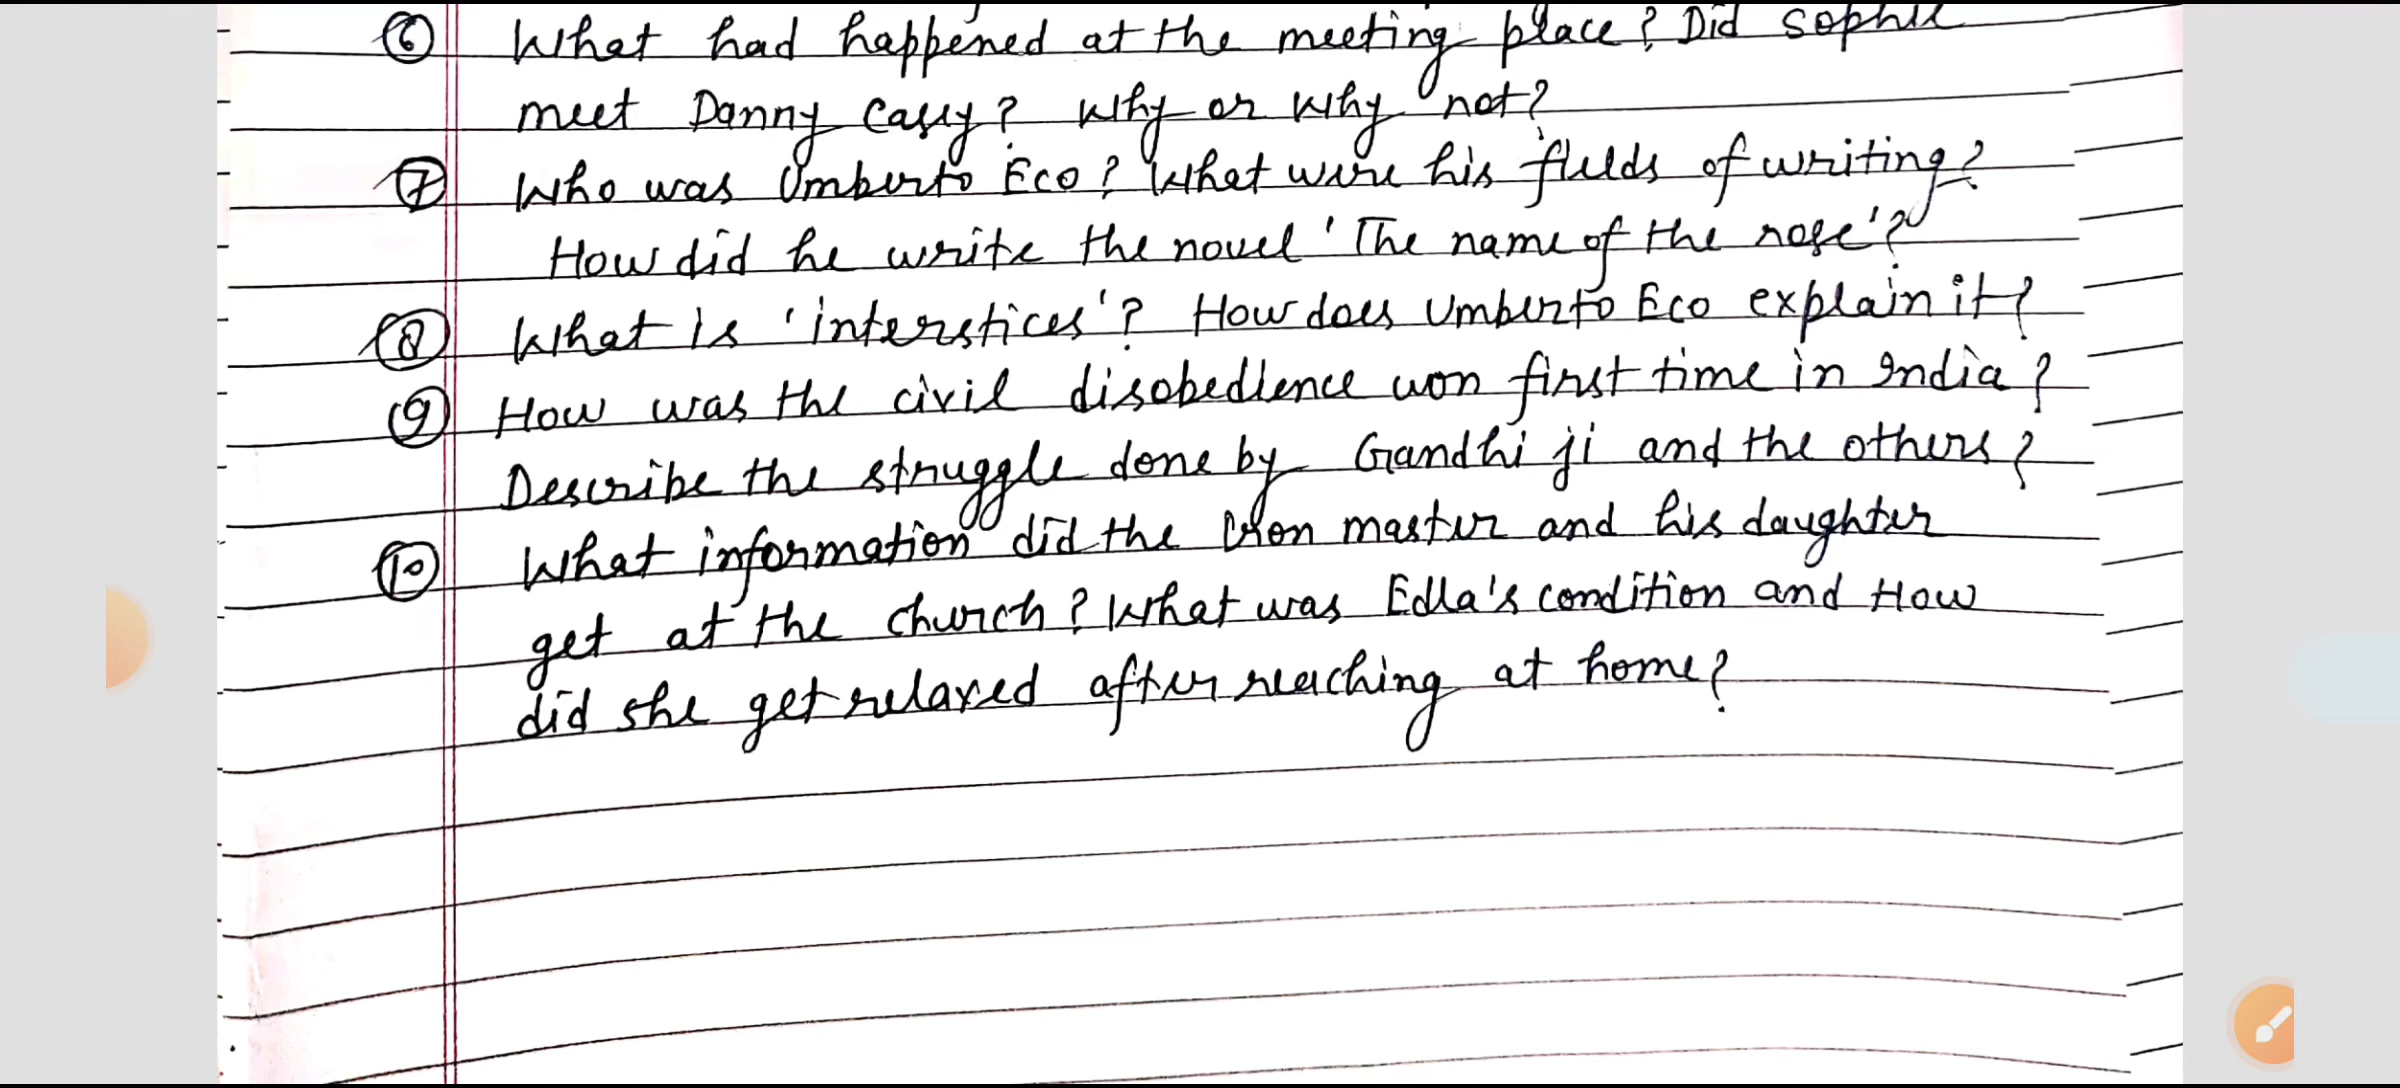 6 What had happened at the meeting place? Did Sophie
meet Danny Casey? Why or Why not?
7 Who was Umberto Eco? What were his fields of writing?
How did he write the novel 'The name of the rose'?
8 What is 'interstices'? How does Umberto Eco explain it?
9 How was the civil disobedience won first time in India?
Describe the struggle done by Gandhi ji and the others?
10 What information did the Iron master and his daughter
get at the church? What was Edla's condition and How
did she get relaxed after reaching at home?